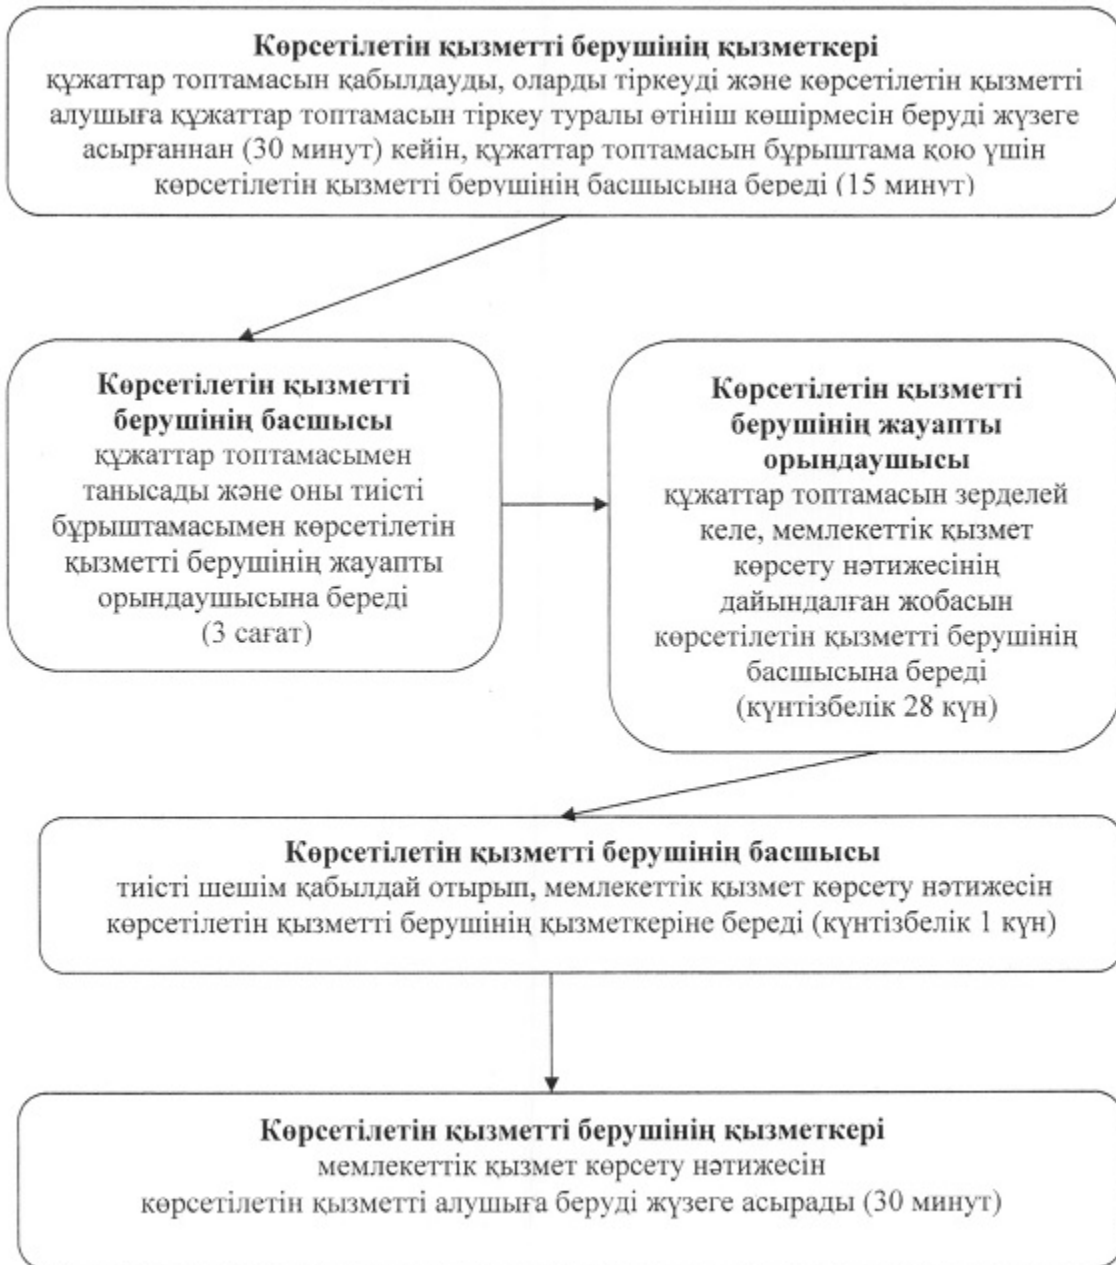 Көрсетілетін қызметті берушінің қызметкері
құжаттар топтамасын қабылдауды, оларды тіркеуді және көрсетілетін қызметті
алушыға құжаттар топтамасын тіркеу туралы өтініш көшірмесін беруді жүзеге
асырғаннан (30 минут) кейін, құжаттар топтамасын бұрыштама қою үшін
көрсетілетін қызметті берушінің басшысына береді (15 минут)
Көрсетілетін қызметті
берушінің басшысы
құжаттар топтамасымен
танысады және оны тиісті
бұрыштамасымен көрсетілетін
қызметті берушінің жауапты
орындаушысына береді
(3 сағат)
Көрсетілетін қызметті
берушінің жауапты
орындаушысы
құжаттар топтамасын зерделей
келе, мемлекеттік қызмет
көрсету нәтижесінің
дайындалған жобасын
көрсетілетін қызметті берушінің
басшысына береді
(күнтізбелік 28 күн)
Көрсетілетін қызметті берушінің басшысы
тиісті шешім қабылдай отырып, мемлекеттік қызмет көрсету нәтижесін
көрсетілетін қызметті берушінің қызметкеріне береді (күнтізбелік 1 күн)
Көрсетілетін қызметті берушінің қызметкері
мемлекеттік қызмет көрсету нәтижесін
көрсетілетін қызметті алушыға беруді жүзеге асырады (30 минут)